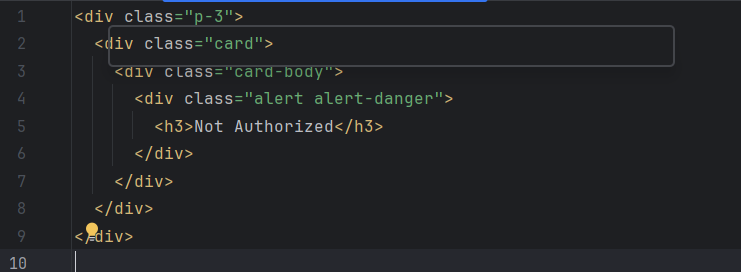 1 <div class="p-3">
2 <div class="card">
3 <div class="card-body">
4 <div class="alert alert-danger">
5 <h3>Not Authorized</h3>
6 </div>
7 </div>
8 </div>
9 </div>
10